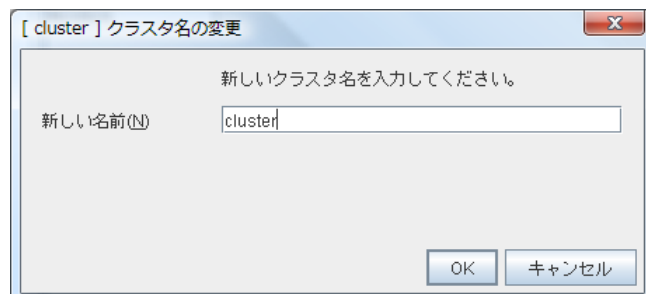 [ cluster ] クラスタ名の変更
新しいクラスタ名を入力してください。
新しい名前(N)
cluster
OK
キャンセル